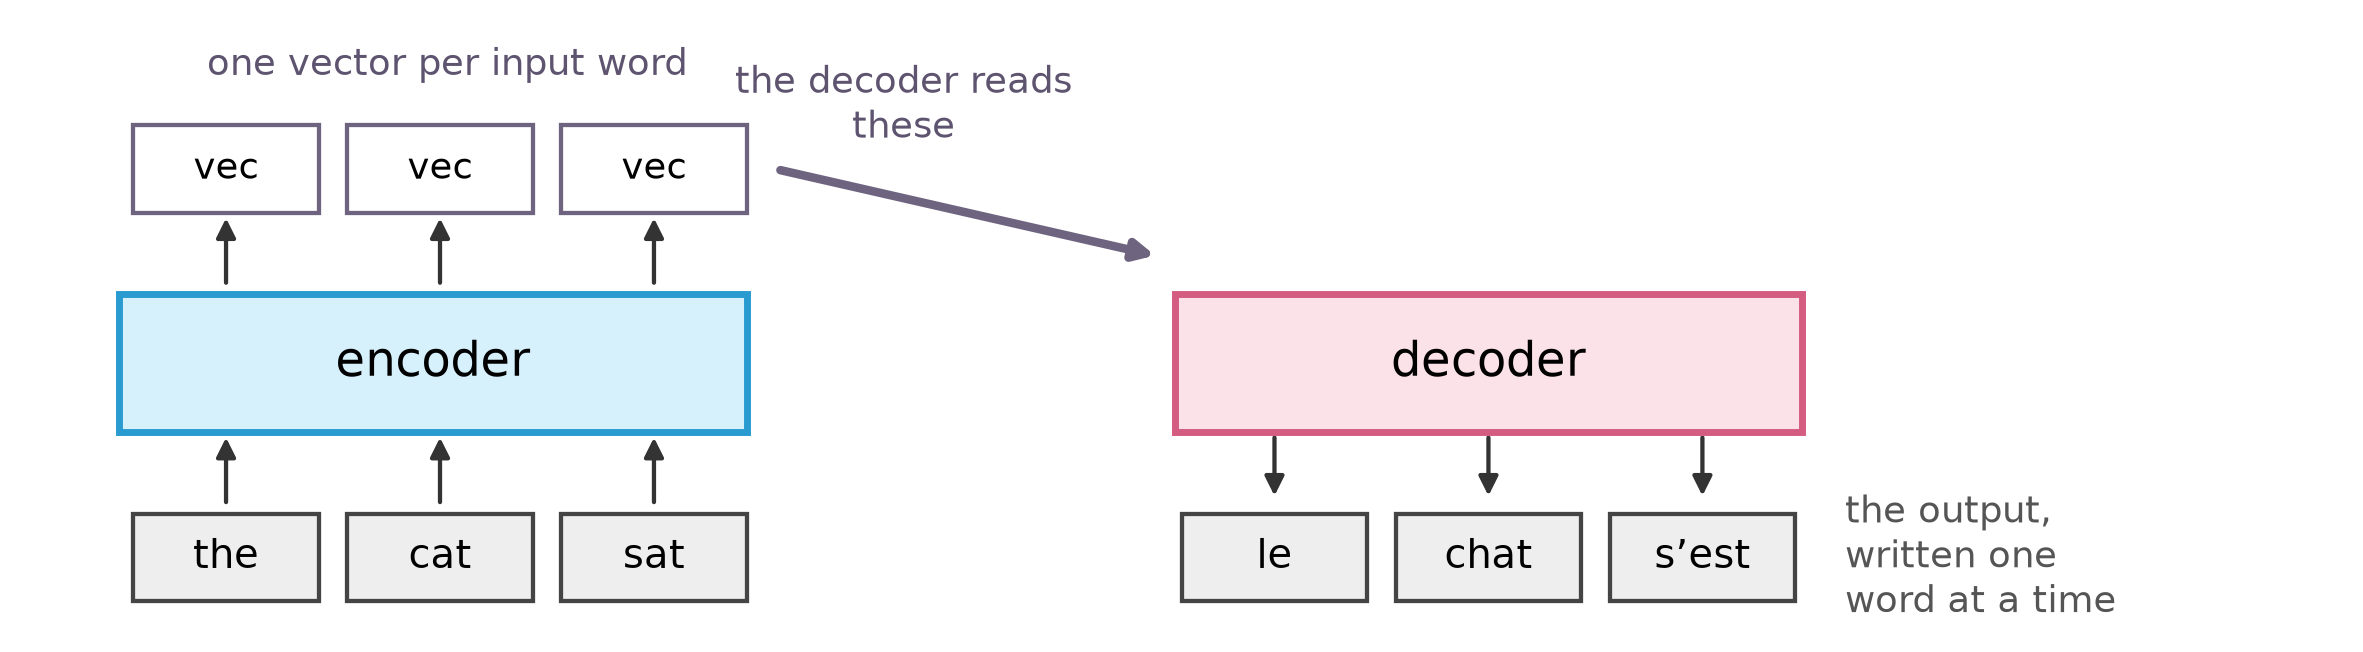 one vector per input word
the decoder reads
these
vec vec vec
encoder
decoder
the cat sat
le chat s’est
the output,
written one
word at a time